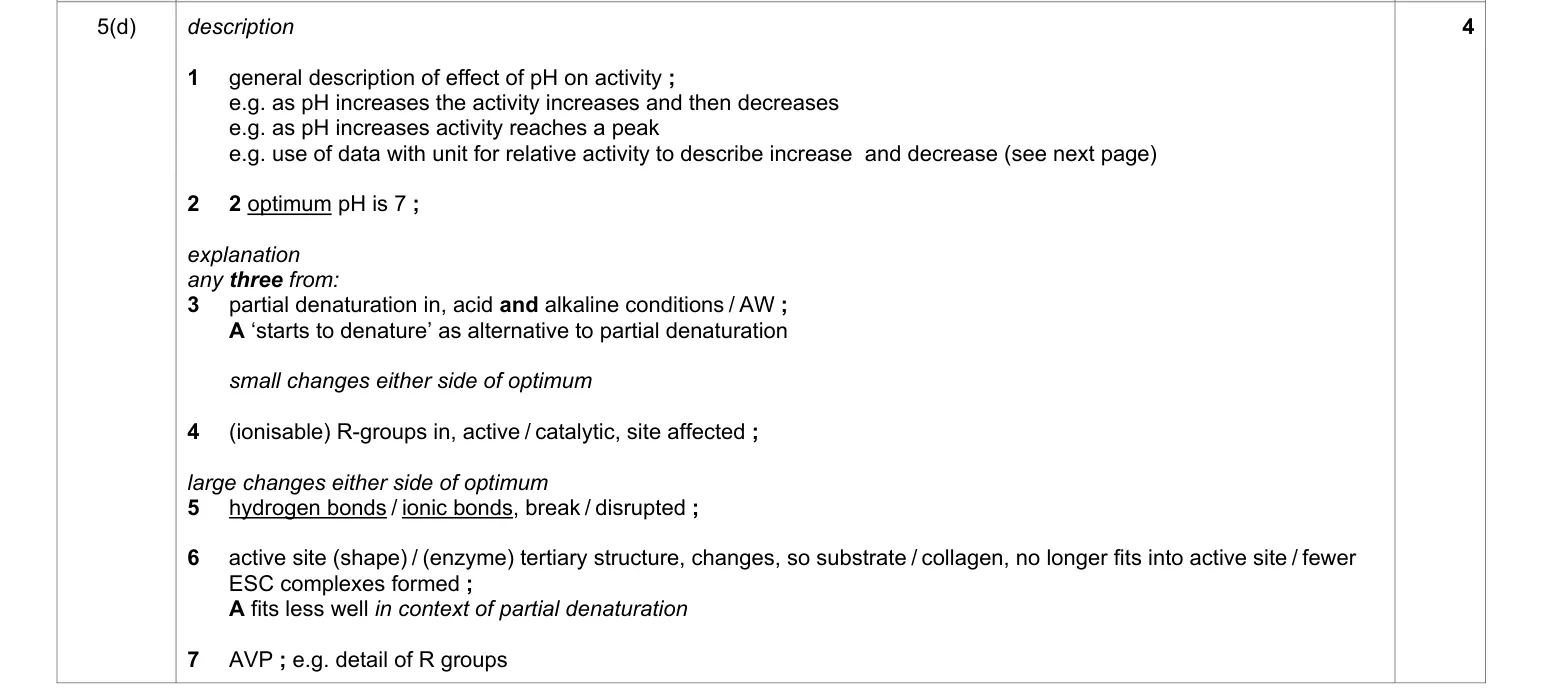 5(d) description 4
1 general description of effect of pH on activity ;
e.g. as pH increases the activity increases and then decreases
e.g. as pH increases activity reaches a peak
e.g. use of data with unit for relative activity to describe increase and decrease (see next page)
2 2 optimum pH is 7 ;
explanation
any three from:
3 partial denaturation in, acid and alkaline conditions / AW ;
A ‘starts to denature’ as alternative to partial denaturation
small changes either side of optimum
4 (ionisable) R-groups in, active / catalytic, site affected ;
large changes either side of optimum
5 hydrogen bonds / ionic bonds, break / disrupted ;
6 active site (shape) / (enzyme) tertiary structure, changes, so substrate / collagen, no longer fits into active site / fewer
ESC complexes formed ;
A fits less well in context of partial denaturation
7 AVP ; e.g. detail of R groups